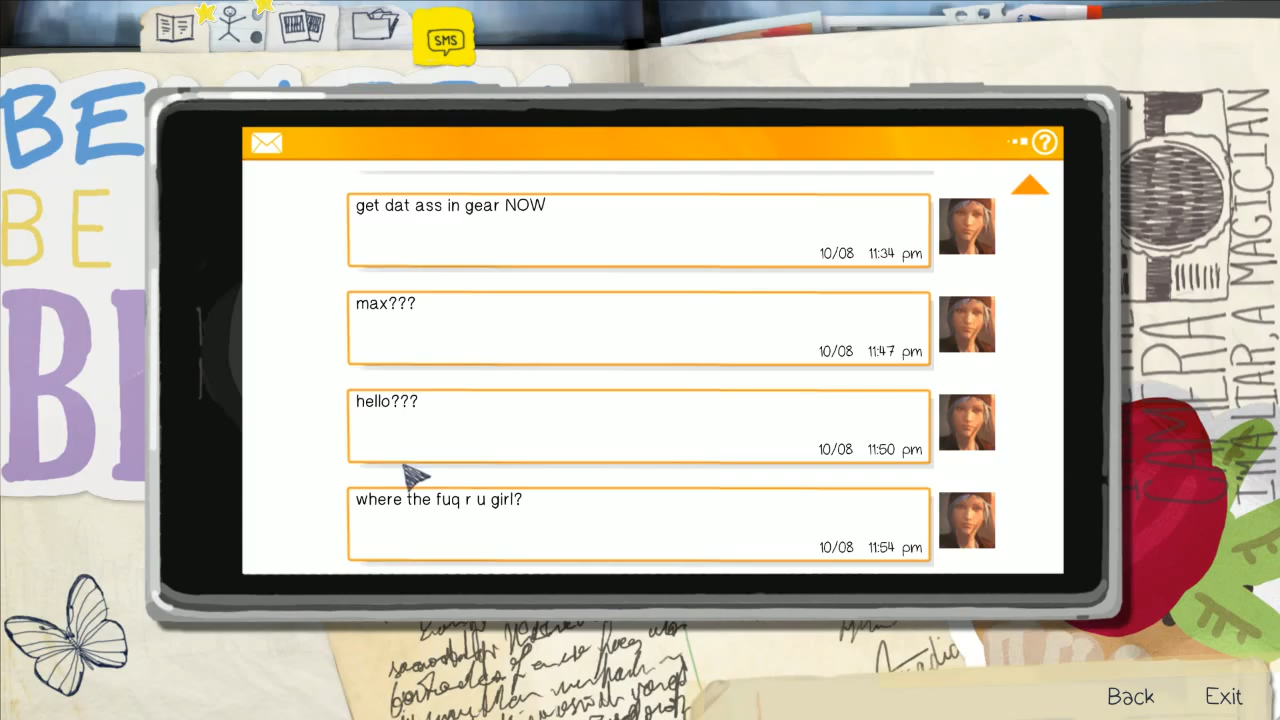 SMS
BE
BE
get dat ass in gear NOW
10/08 11:34 pm
max???
10/08 11:47 pm
hello???
10/08 11:50 pm
where the fuq r u girl?
10/08 11:54 pm
CAMERA
I'M A LIAR, A MAGICIAN
Back
Exit